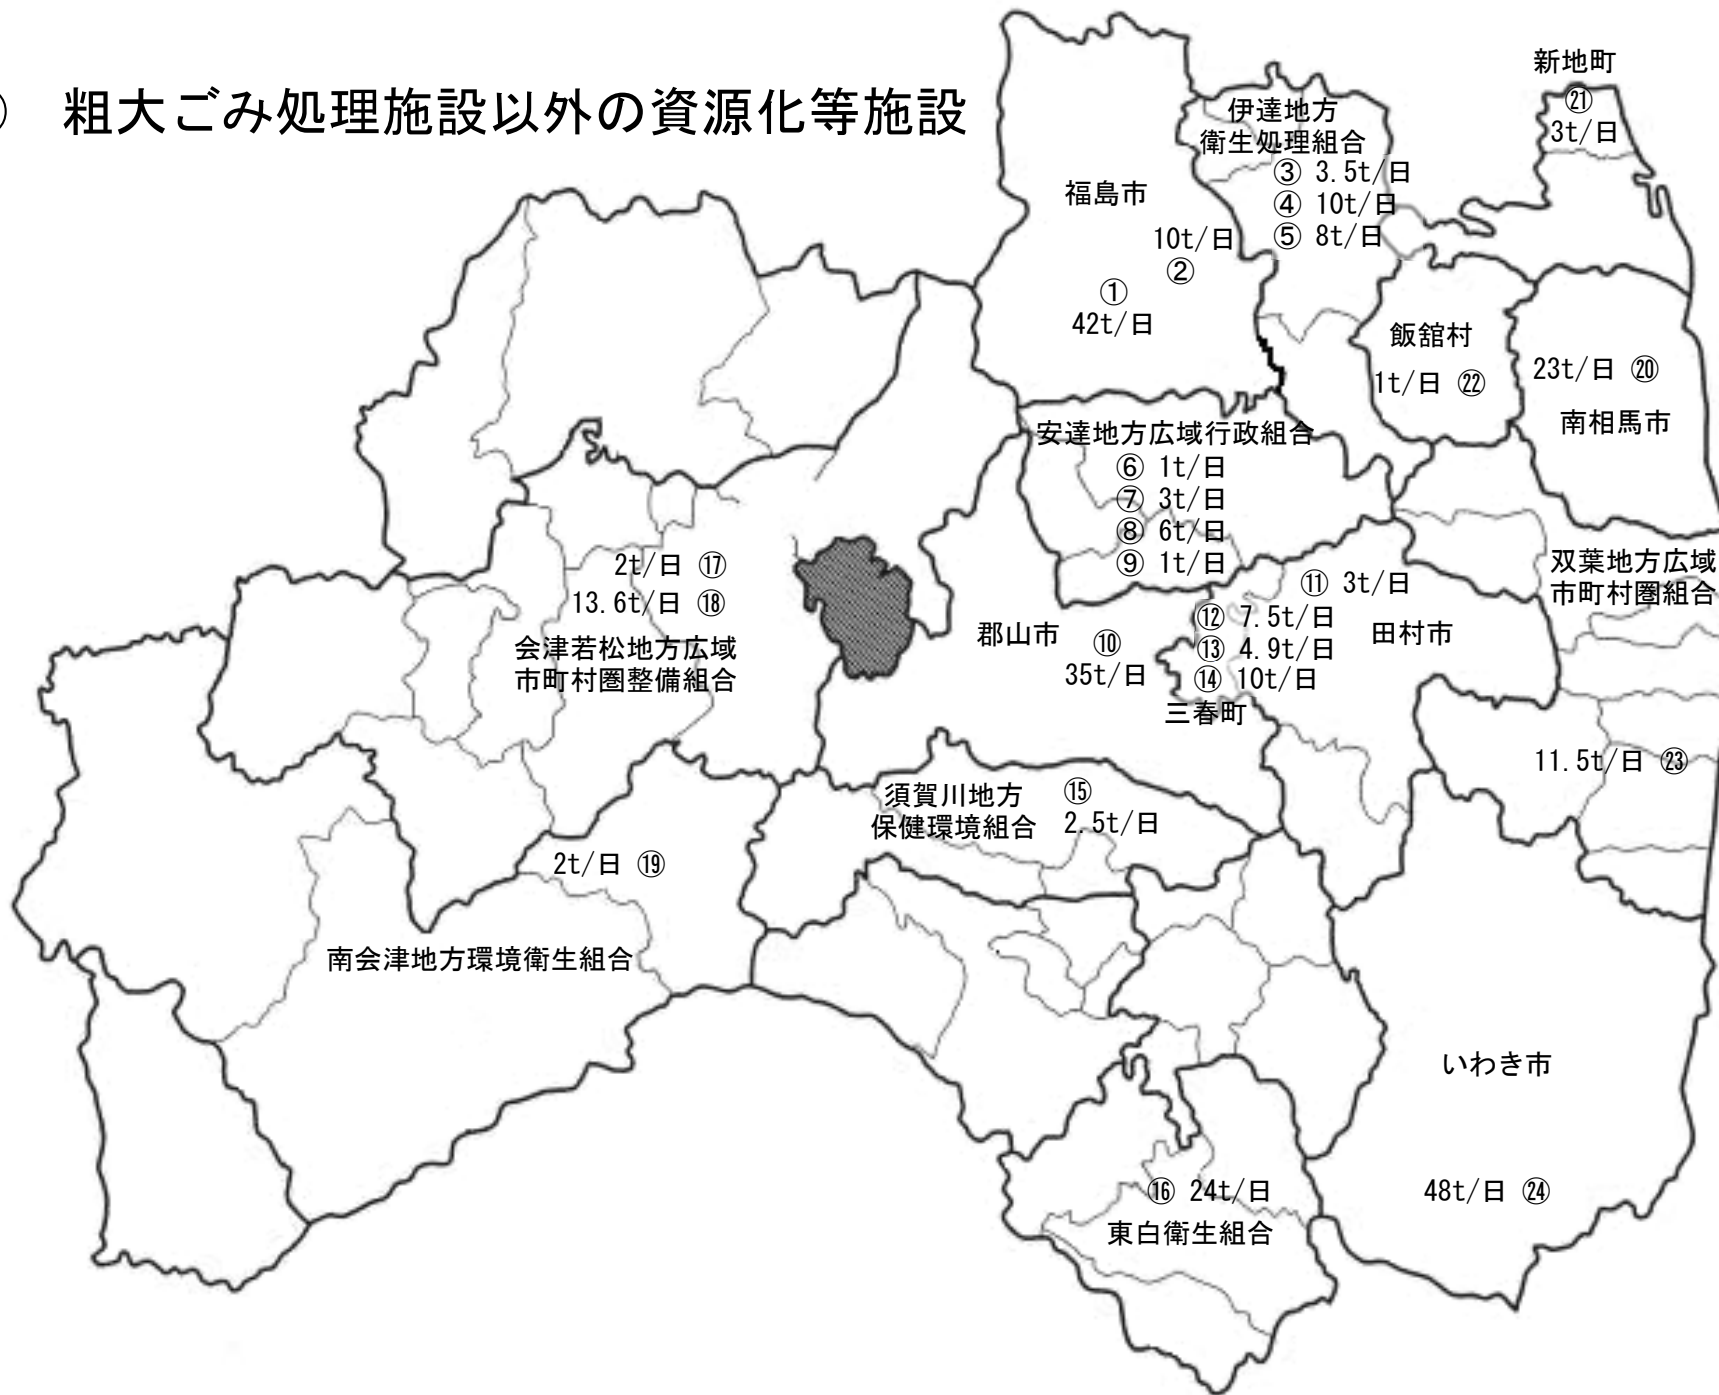 粗大ごみ処理施設以外の資源化等施設
新地町
㉑
3t/日
伊達地方
衛生処理組合
③ 3.5t/日
④ 10t/日
⑤ 8t/日
福島市
10t/日
②
①
42t/日
飯舘村
1t/日 ㉒
23t/日 ⑳
南相馬市
安達地方広域行政組合
⑥ 1t/日
⑦ 3t/日
⑧ 6t/日
⑨ 1t/日
双葉地方広域
市町村圏組合
2t/日 ⑰
13.6t/日 ⑱
会津若松地方広域
市町村圏整備組合
郡山市
⑩
35t/日
⑪ 3t/日
⑫ 7.5t/日
⑬ 4.9t/日
⑭ 10t/日
田村市
三春町
11.5t/日 ㉓
須賀川地方
保健環境組合
⑮
2.5t/日
2t/日 ⑲
南会津地方環境衛生組合
いわき市
48t/日 ㉔
⑯ 24t/日
東白衛生組合